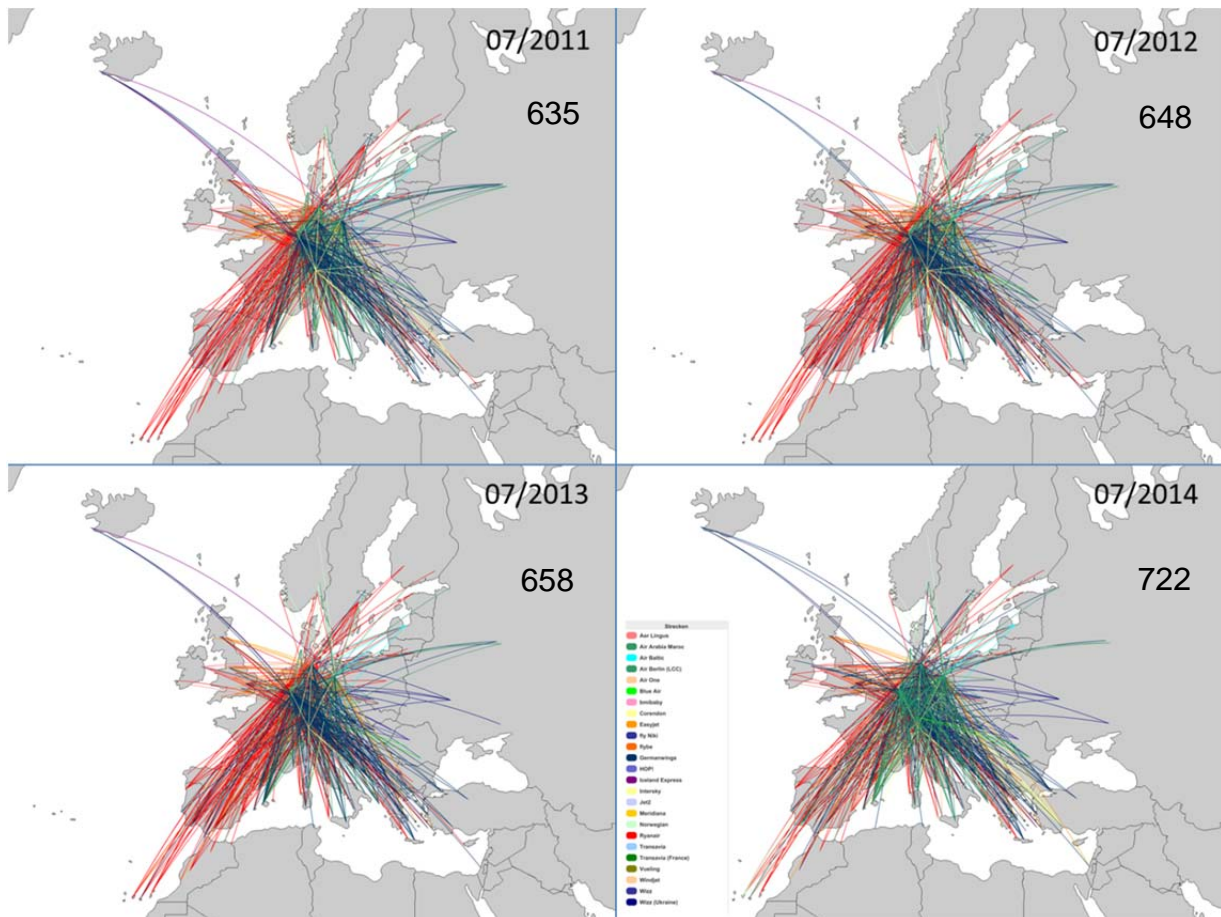 07/2011
635
07/2012
648
07/2013
658
07/2014
722
Strecken
Aer Lingus
Air Arabia Maroc
Air Baltic
Air Berlin (LCC)
Air One
Blue Air
bmibaby
Corendon
Easyjet
fly Niki
flybe
Germanwings
HOP!
Iceland Express
Intersky
Jet2
Meridiana
Norwegian
Ryanair
Transavia
Transavia (France)
Vueling
Windjet
Wizz
Wizz (Ukraine)